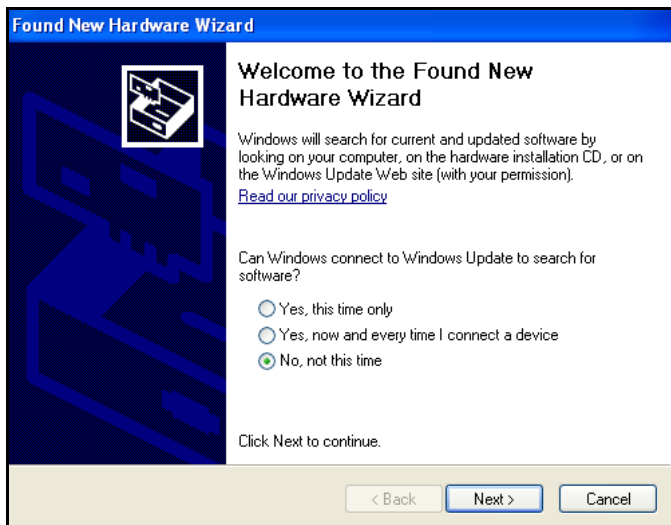 Found New Hardware Wizard
Welcome to the Found New
Hardware Wizard
Windows will search for current and updated software by
looking on your computer, on the hardware installation CD, or on
the Windows Update Web site (with your permission).
Read our privacy policy
Can Windows connect to Windows Update to search for
software?
Yes, this time only
Yes, now and every time I connect a device
No, not this time
Click Next to continue.
< Back Next > Cancel